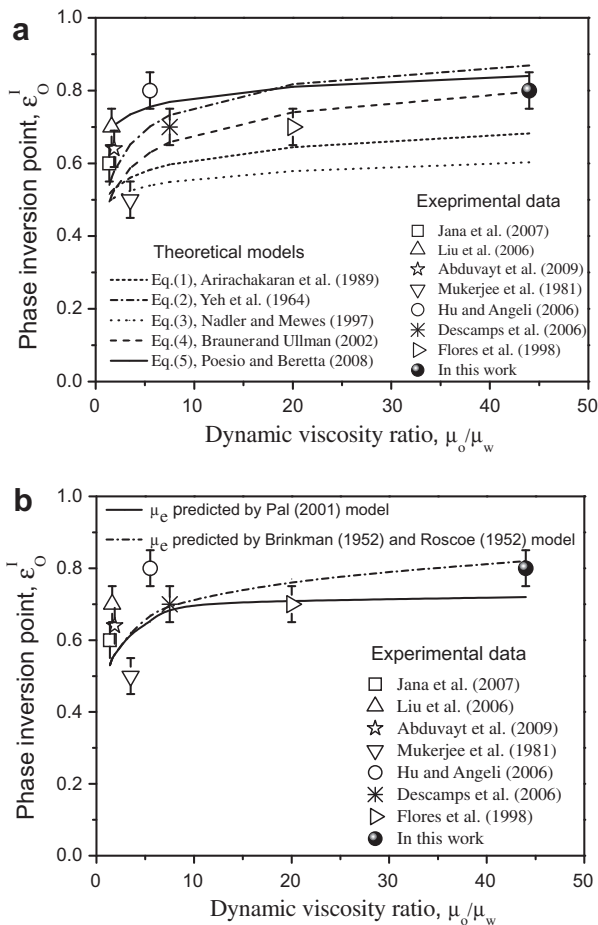 a
Phase inversion point, ε_O^I
1.0
0.8
0.6
0.4
0.2
0.0
Theoretical models
Eq.(1), Arirachakaran et al. (1989)
Eq.(2), Yeh et al. (1964)
Eq.(3), Nadler and Mewes (1997)
Eq.(4), Braunerand Ullman (2002)
Eq.(5), Poesio and Beretta (2008)
Exeprimental data
Jana et al. (2007)
Liu et al. (2006)
Abduvayt et al. (2009)
Mukerjee et al. (1981)
Hu and Angeli (2006)
Descamps et al. (2006)
Flores et al. (1998)
In this work
0 10 20 30 40 50
Dynamic viscosity ratio, μ_o/μ_w
b
Phase inversion point, ε_O^I
1.0
0.8
0.6
0.4
0.2
0.0
μ_e predicted by Pal (2001) model
μ_e predicted by Brinkman (1952) and Roscoe (1952) model
Experimental data
Jana et al. (2007)
Liu et al. (2006)
Abduvayt et al. (2009)
Mukerjee et al. (1981)
Hu and Angeli (2006)
Descamps et al. (2006)
Flores et al. (1998)
In this work
0 10 20 30 40 50
Dynamic viscosity ratio, μ_o/μ_w